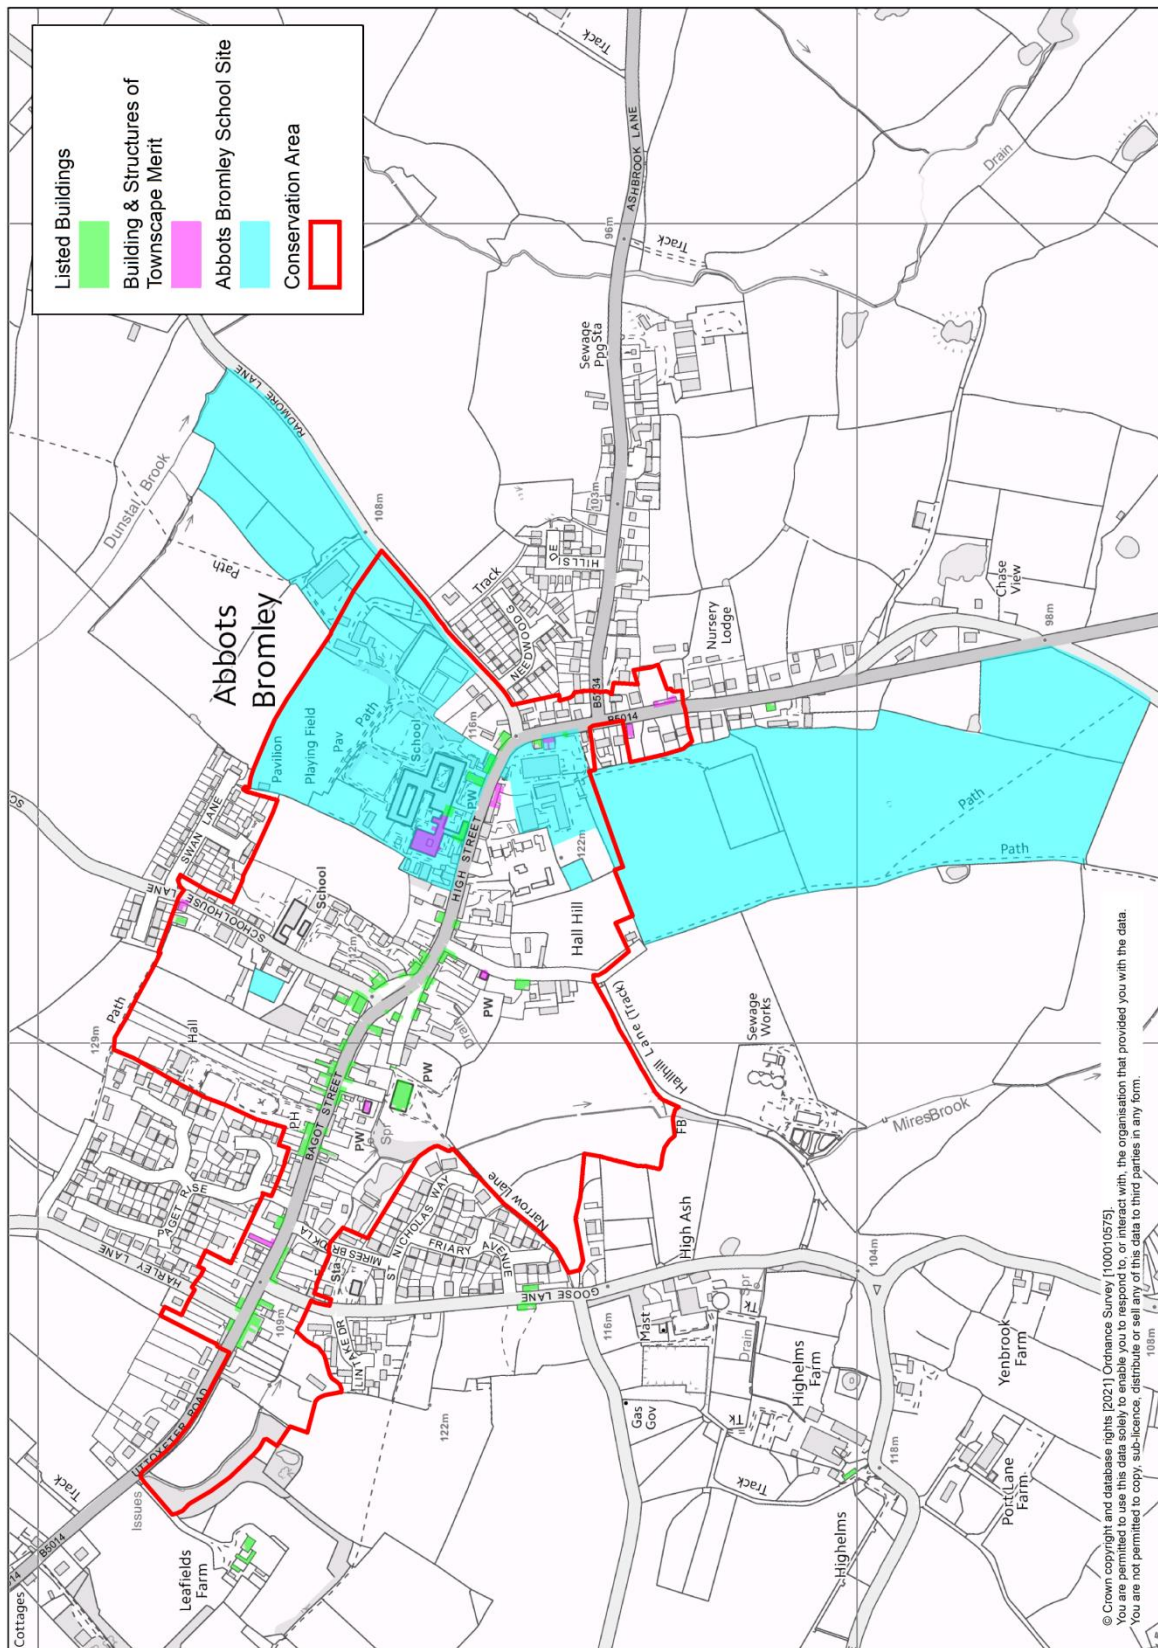 Listed Buildings
Building & Structures of
Townscape Merit
Abbots Bromley School Site
Conservation Area
Abbots
Bromley
Cottages
B5014
Track
Issues
UTTOXETER ROAD
Leafields
Farm
HARLEY LANE
PAGET RISE
129m
Path
Hall
PH
BAGOT STREET
109m
LINTAKE DR
122m
Sta
MIRES BROOK LA
ST NICHOLAS WAY
FRIARY
AVENUE
GOOSE LANE
Narrow Lane
PW
Spr
PW
PW
Drain
112m
SCHOOLHOUSE LANE
SWAN LANE
School
Pavilion
Playing Field
Pav
Path
School
PW
HIGH STREET
116m
Hall Hill
122m
Hallhill Lane (Track)
FB
Sewage
Works
MiresBrook
Dunstal Brook
Path
RADMORE LANE
108m
Track
NEEDWOOD G
HILLSI
DE
103m
Sewage
PpgSta
ASHBROOK LANE
Track
96m
Track
Drain
B5234
B5014
Nursery
Lodge
Chase
View
98m
Path
Path
High Ash
116m
Mast
Gas
Gov
Tk
Spr
Tk
Drain
Track
Highelms
Farm
Highelms
118m
104m
Yenbrook
Farm
Port Lane
Farm
108m
© Crown copyright and database rights [2021] Ordnance Survey [100010575].
You are permitted to use this data solely to enable you to respond to, or interact with, the organisation that provided you with the data.
You are not permitted to copy, sub-licence, distribute or sell any of this data to third parties in any form.